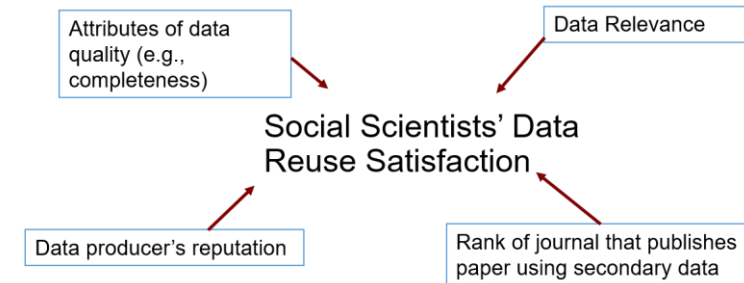 Attributes of data
quality (e.g.,
completeness)
Data Relevance
Social Scientists’ Data
Reuse Satisfaction
Data producer’s reputation
Rank of journal that publishes
paper using secondary data